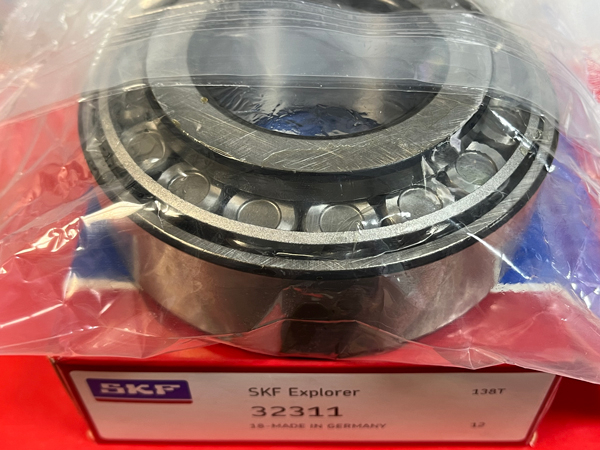 SKF
SKF Explorer
138T
32311
18-MADE IN GERMANY
12